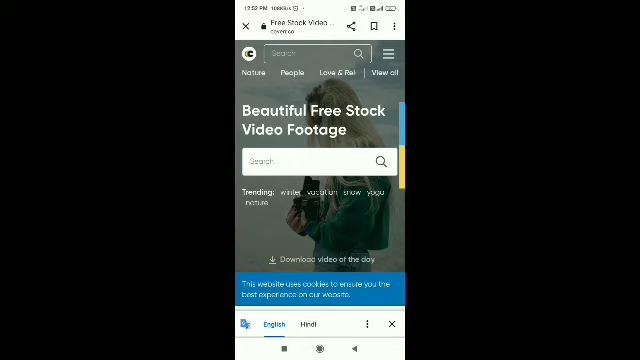 12:52 PM 108KB/s
Free Stock Video ...
coverr.co
Search
Nature People Love & Rel View all
Beautiful Free Stock
Video Footage
Search
Trending: winter vacation snow yoga
nature
Download video of the day
This website uses cookies to ensure you the
best experience on our website.
English Hindi